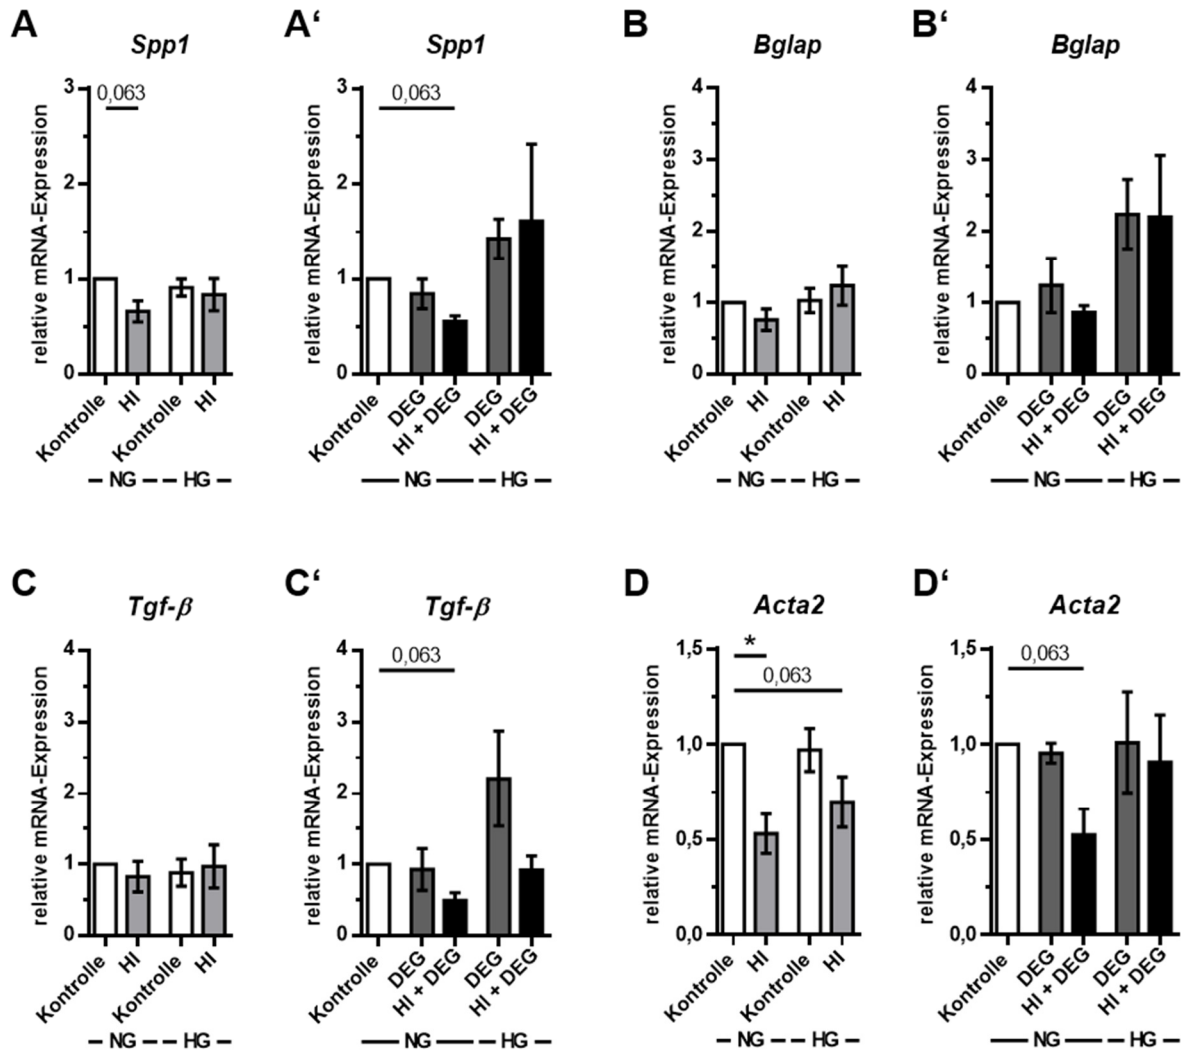 A
Spp1
relative mRNA-Expression
3
2
1
0
0,063
Kontrolle
HI
Kontrolle
HI
NG
HG
A‘
Spp1
relative mRNA-Expression
3
2
1
0
0,063
Kontrolle
DEG
HI + DEG
DEG
HI + DEG
NG
HG
B
Bglap
relative mRNA-Expression
4
3
2
1
0
Kontrolle
HI
Kontrolle
HI
NG
HG
B‘
Bglap
relative mRNA-Expression
4
3
2
1
0
Kontrolle
DEG
HI + DEG
DEG
HI + DEG
NG
HG
C
Tgf-β
relative mRNA-Expression
4
3
2
1
0
Kontrolle
HI
Kontrolle
HI
NG
HG
C‘
Tgf-β
relative mRNA-Expression
4
3
2
1
0
0,063
Kontrolle
DEG
HI + DEG
DEG
HI + DEG
NG
HG
D
Acta2
relative mRNA-Expression
1,5
1,0
0,5
0,0
*
0,063
Kontrolle
HI
Kontrolle
HI
NG
HG
D‘
Acta2
relative mRNA-Expression
1,5
1,0
0,5
0,0
0,063
Kontrolle
DEG
HI + DEG
DEG
HI + DEG
NG
HG